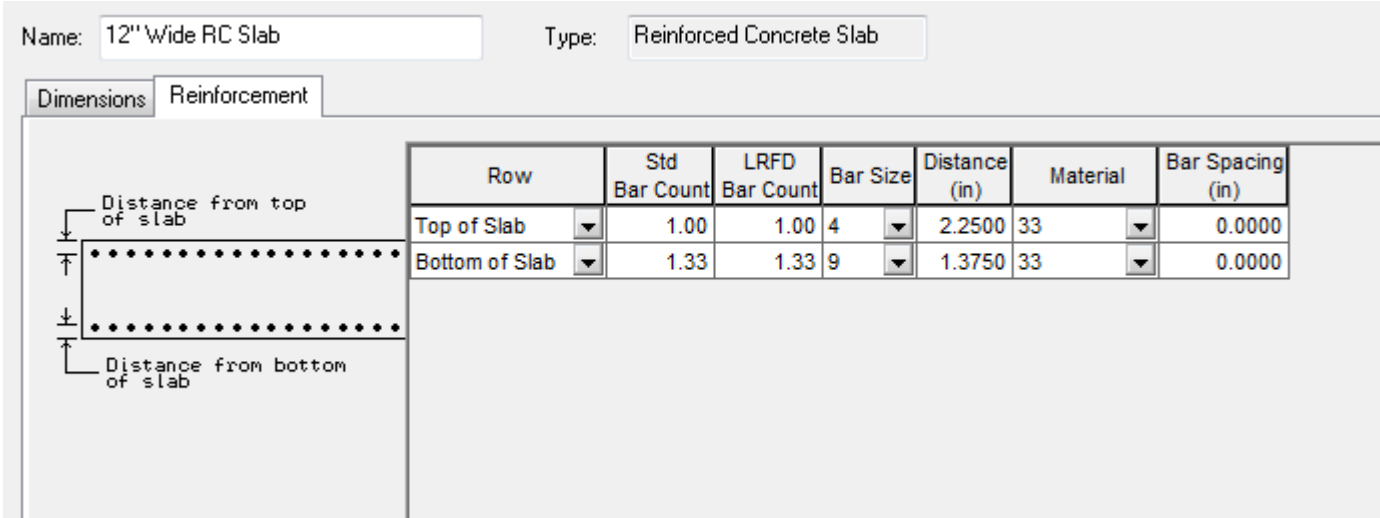 Name: 12" Wide RC Slab Type: Reinforced Concrete Slab
Dimensions Reinforcement
Distance from top
of slab
Distance from bottom
of slab
Row Std Bar Count LRFD Bar Count Bar Size Distance (in) Material Bar Spacing (in)
Top of Slab 1.00 1.00 4 2.2500 33 0.0000
Bottom of Slab 1.33 1.33 9 1.3750 33 0.0000